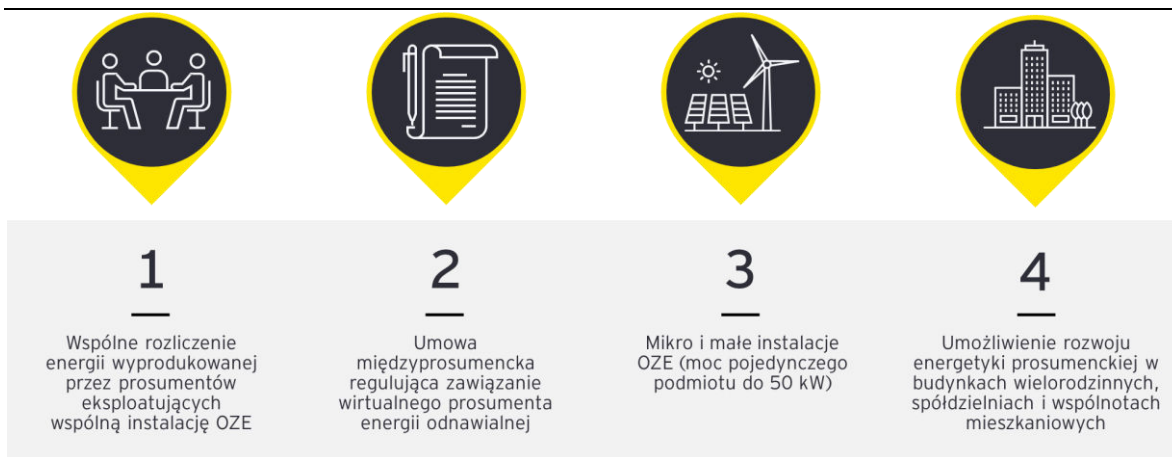 1
Wspólne rozliczenie
energii wyprodukowanej
przez prosumentów
eksploatujących
wspólną instalację OZE
2
Umowa
międzyprosumencka
regulująca zawiązanie
wirtualnego prosumenta
energii odnawialnej
3
Mikro i małe instalacje
OZE (moc pojedynczego
podmiotu do 50 kW)
4
Umożliwienie rozwoju
energetyki prosumenckiej w
budynkach wielorodzinnych,
spółdzielniach i wspólnotach
mieszkaniowych